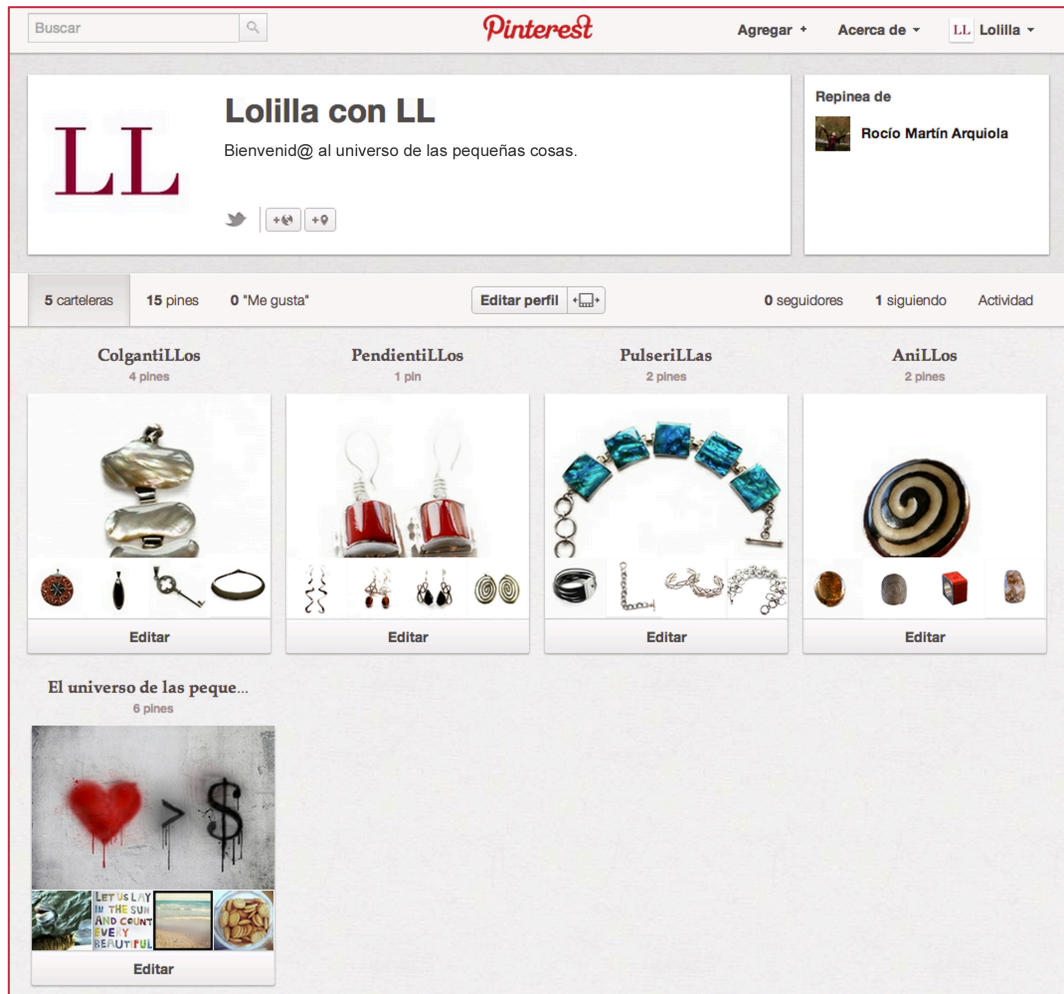 Buscar
Pinterest
Agregar +
Acerca de
LL Lolilla
LL
Lolilla con LL
Bienvenid@ al universo de las pequeñas cosas.
Repinea de
Rocío Martín Arquiola
5 carteleras
15 pines
0 "Me gusta"
Editar perfil
0 seguidores
1 siguiendo
Actividad
ColgantiLLos
4 pines
PendientiLLos
1 pin
PulseriLLas
2 pines
AniLLos
2 pines
Editar
Editar
Editar
Editar
El universo de las peque...
6 pines
> $
LET US LAY
IN THE SUN
AND COUNT
EVERY
BEAUTIFUL
Editar